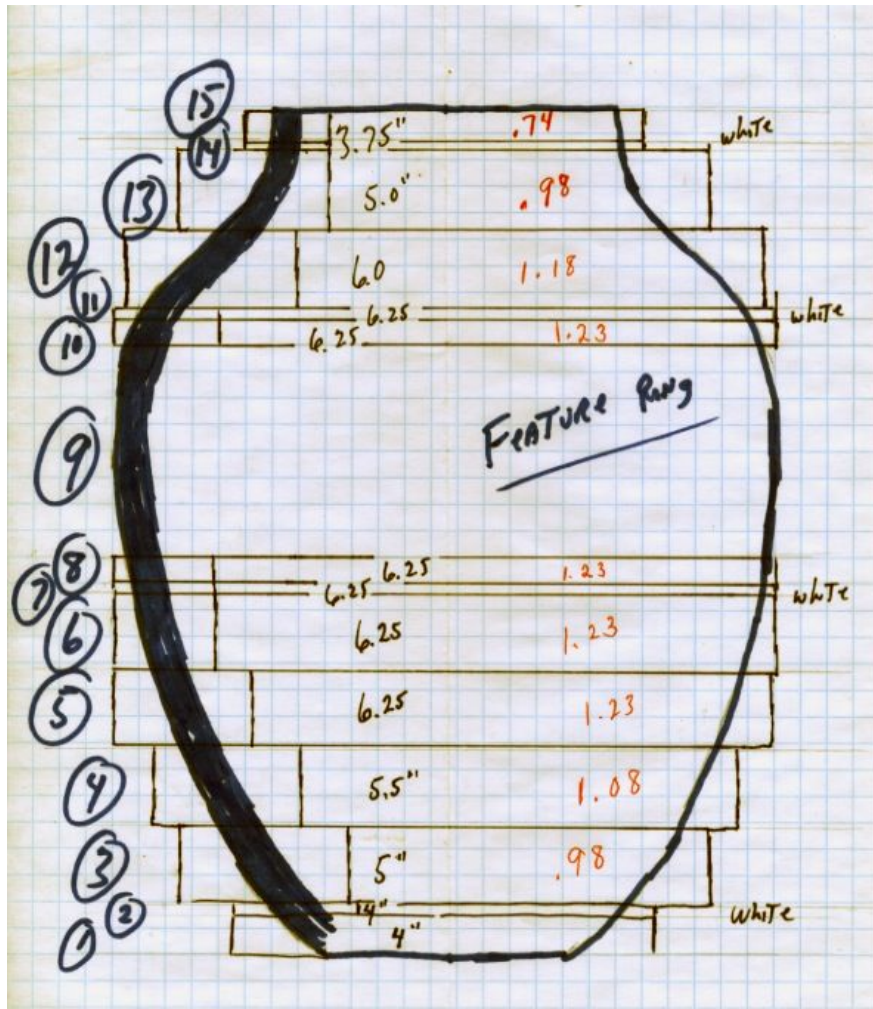 15 .74 white
14 3.75"
13 5.0" .98
12 6.0 1.18
11 6.25 white
10 6.25 1.23
9 FeATURe RiNg
8 6.25 1.23
7 6.25 white
6 6.25 1.23
5 6.25 1.23
4 5.5" 1.08
3 5" .98
2 4" white
1 4"